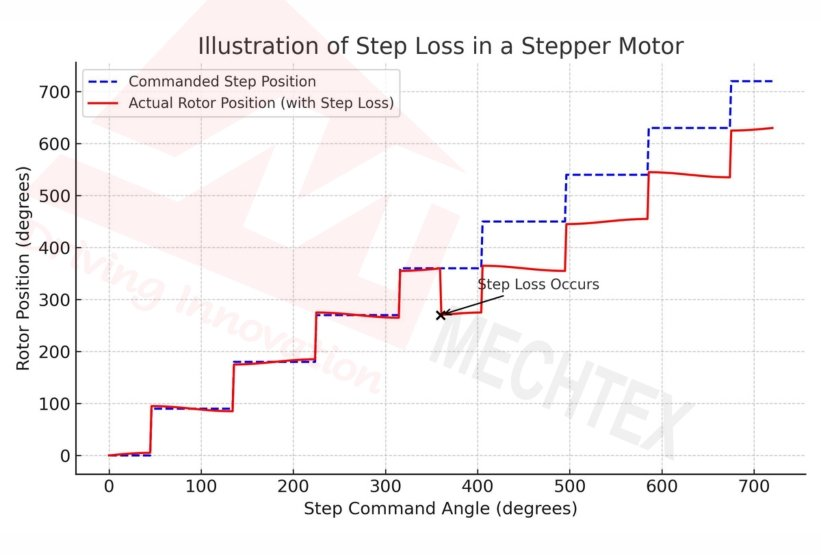 Illustration of Step Loss in a Stepper Motor
Commanded Step Position
Actual Rotor Position (with Step Loss)
Rotor Position (degrees)
700
600
500
400
300
200
100
0
Step Loss Occurs
Driving Innovation
MECHTEX
0 100 200 300 400 500 600 700
Step Command Angle (degrees)